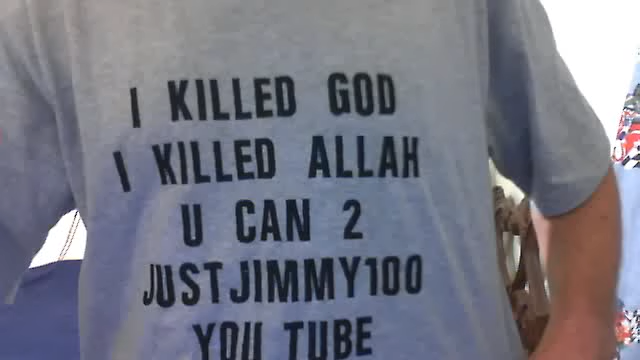 I KILLED GOD
I KILLED ALLAH
U CAN 2
JUSTJIMMY100
YOU TUBE